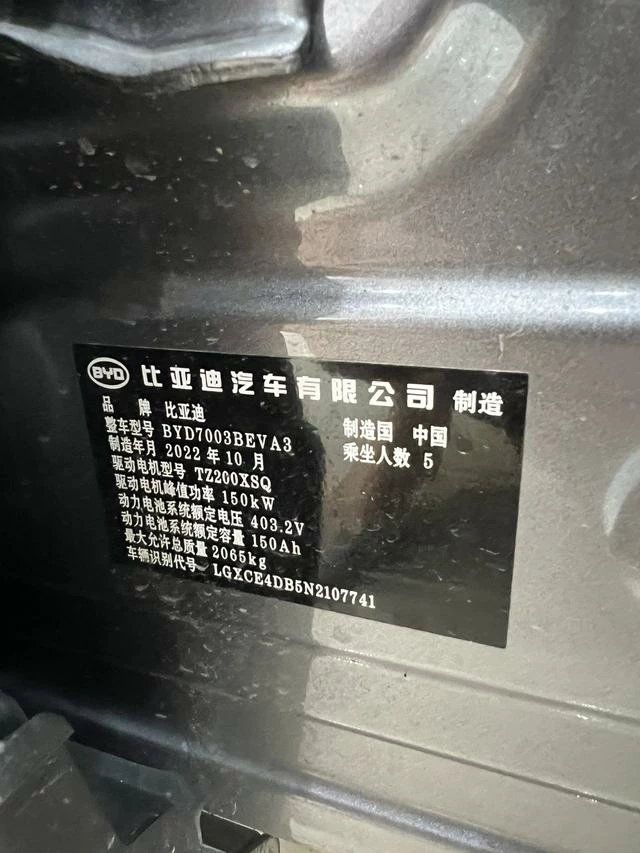 BYD 比亚迪汽车有限公司 制造
品牌 比亚迪
制造国 中国
整车型号 BYD7003BEVA3
乘坐人数 5
制造年月 2022 年 10 月
驱动电机型号 TZ200XSQ
驱动电机峰值功率 150kW
动力电池系统额定电压 403.2V
动力电池系统额定容量 150Ah
最大允许总质量 2065kg
车辆识别代号 LGXCE4DB5N2107741